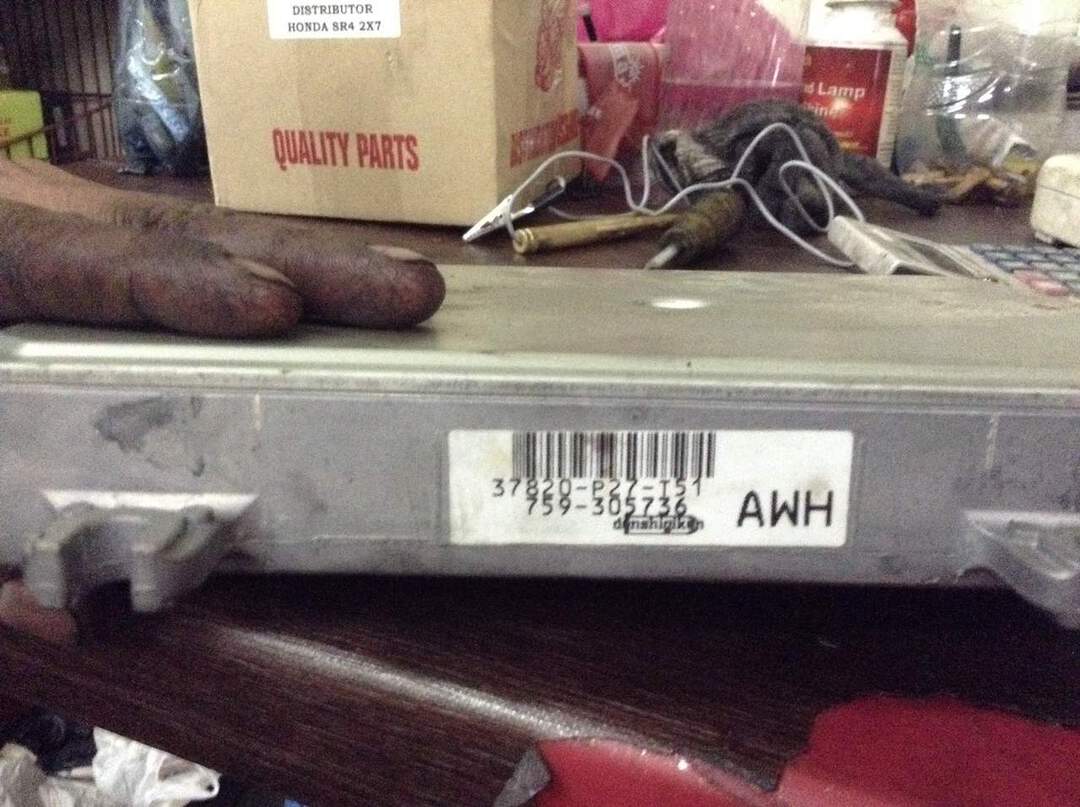 DISTRIBUTOR
HONDA SR4 2X7
QUALITY PARTS
Lamp
37820-P27-T51
759-305736
denshigiken
AWH